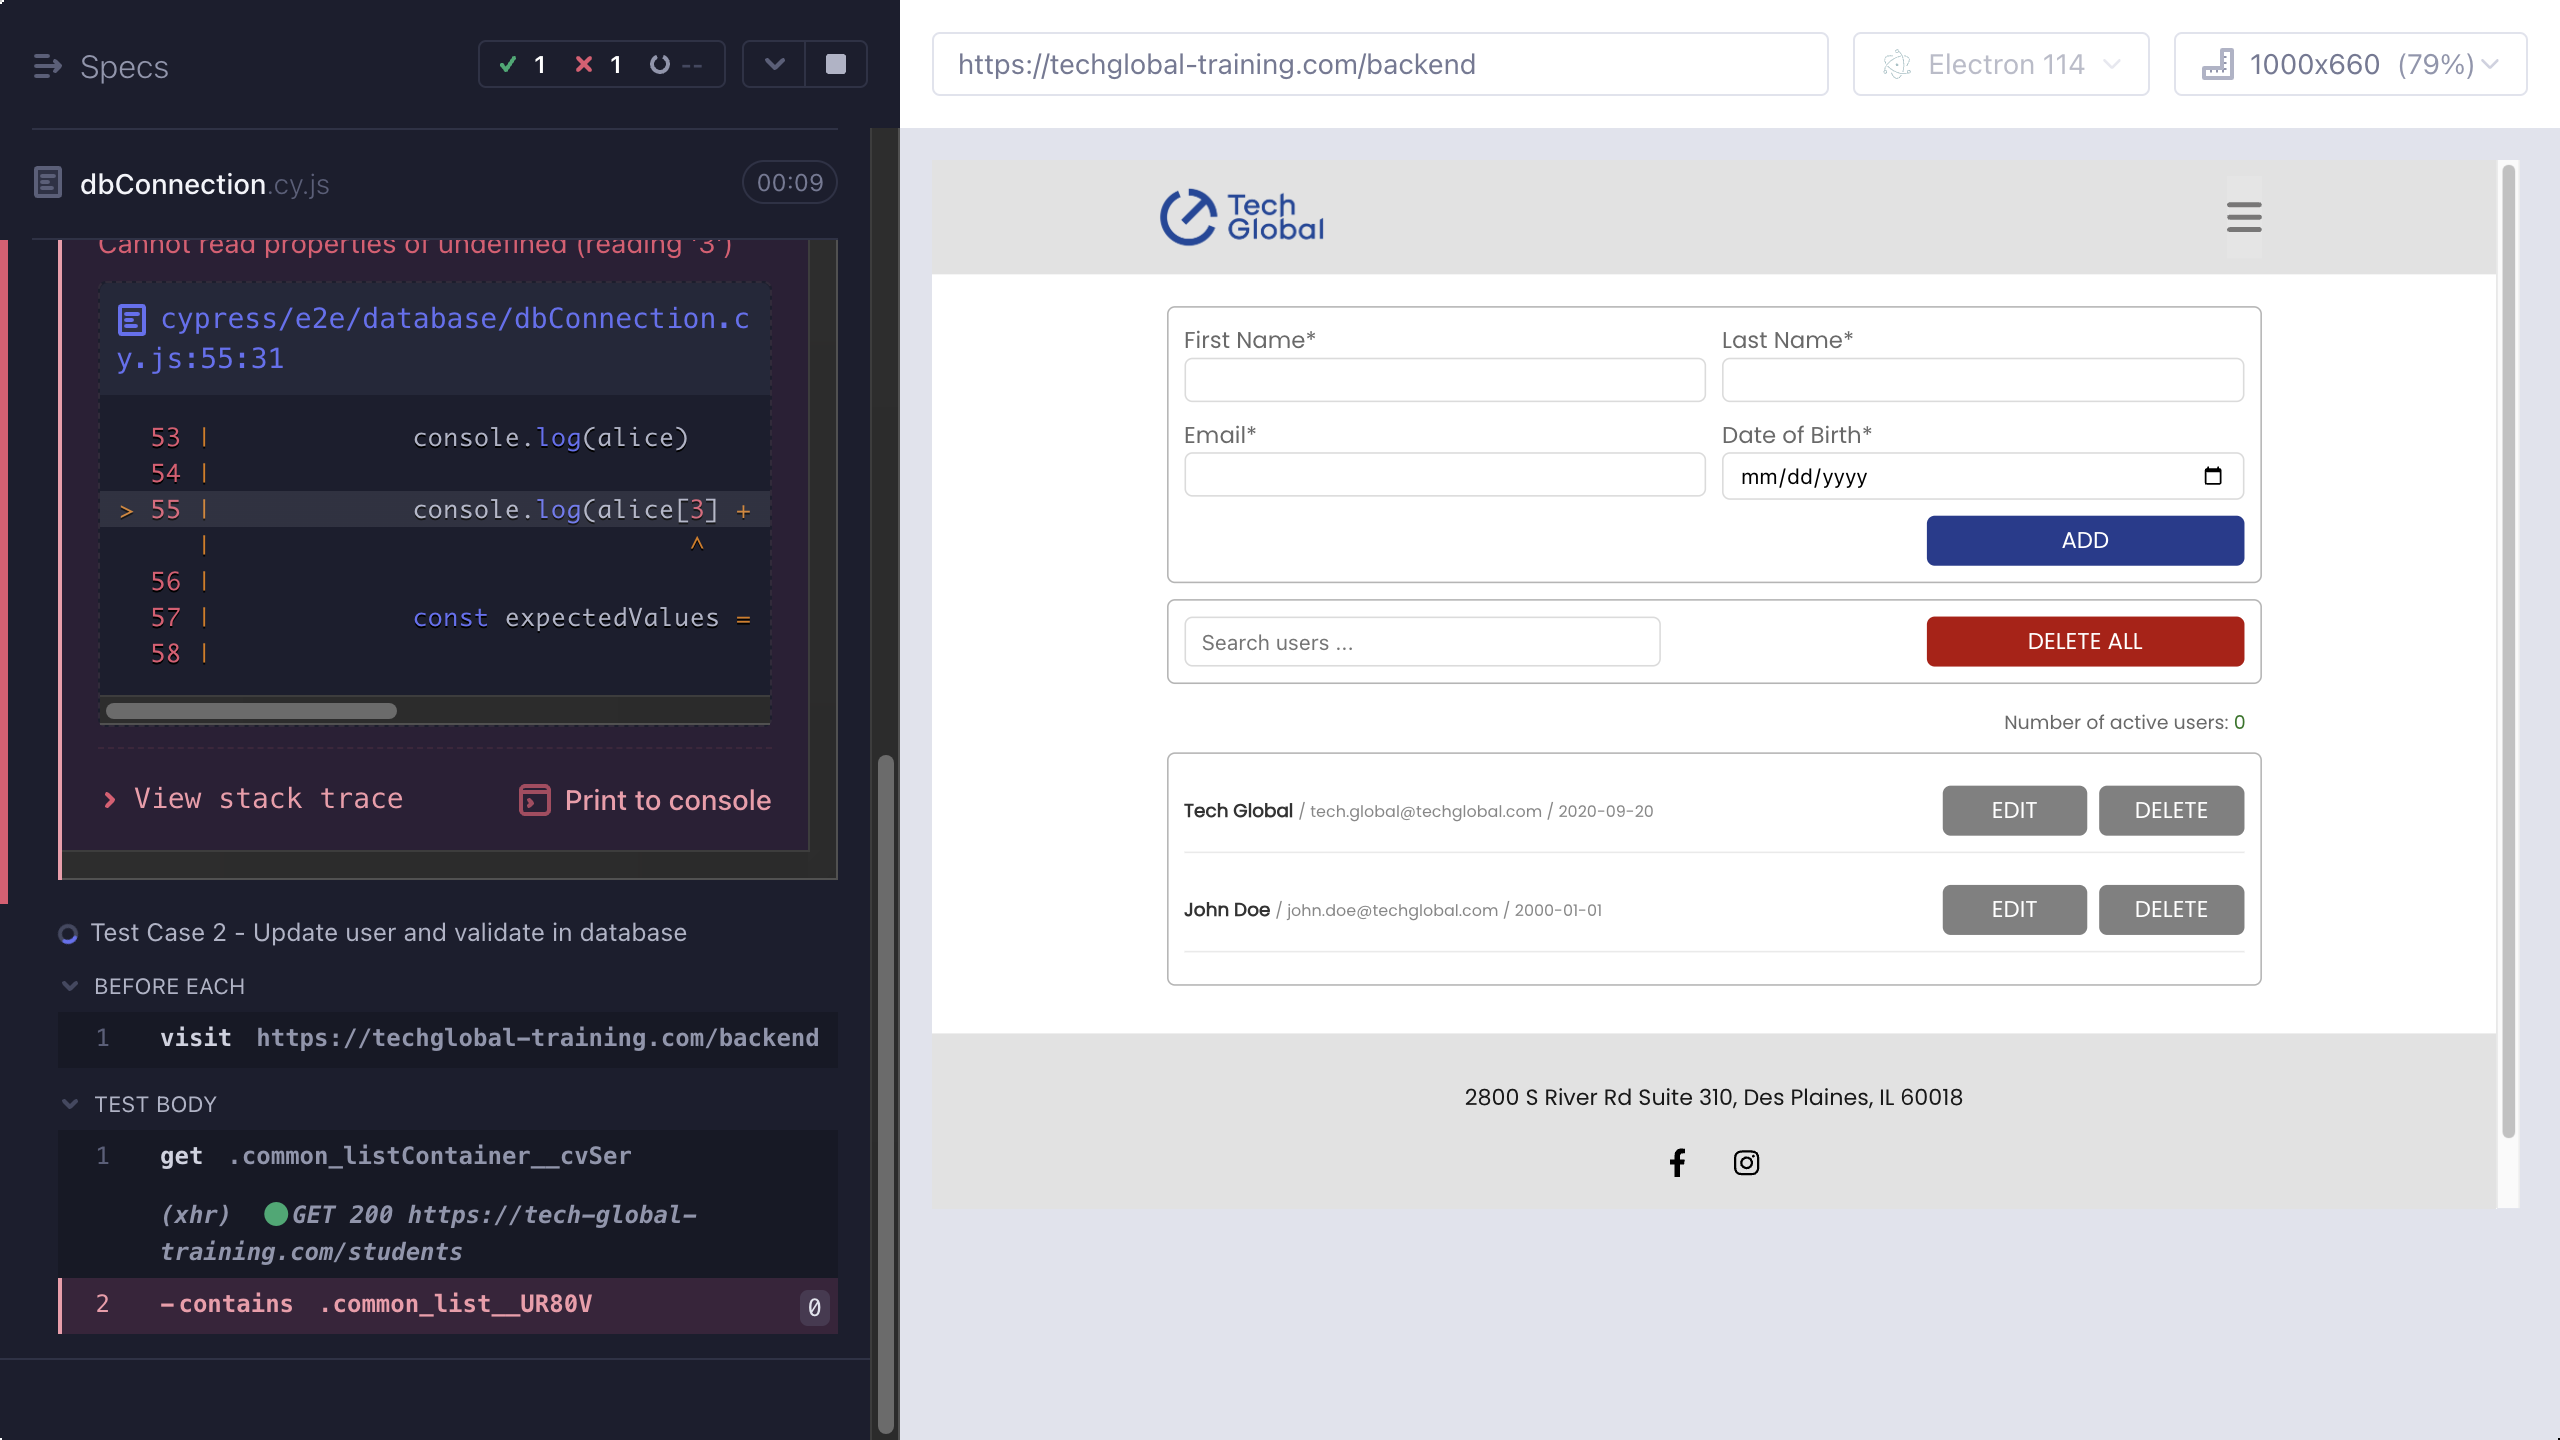 Specs
1
1
--
dbConnection.cy.js
00:09
Cannot read properties of undefined (reading '3')
cypress/e2e/database/dbConnection.c
y.js:55:31
53 | console.log(alice)
54 |
> 55 | console.log(alice[3] +
| ^
56 |
57 | const expectedValues =
58 |
View stack trace
Print to console
Test Case 2 - Update user and validate in database
BEFORE EACH
1 visit https://techglobal-training.com/backend
TEST BODY
1 get .common_listContainer__cvSer
(xhr) GET 200 https://tech-global-
training.com/students
2 -contains .common_list__UR80V 0
https://techglobal-training.com/backend
Electron 114
1000x660 (79%)
Tech
Global
First Name*
Last Name*
Email*
Date of Birth*
mm/dd/yyyy
ADD
Search users ...
DELETE ALL
Number of active users: 0
Tech Global / tech.global@techglobal.com / 2020-09-20
EDIT
DELETE
John Doe / john.doe@techglobal.com / 2000-01-01
EDIT
DELETE
2800 S River Rd Suite 310, Des Plaines, IL 60018